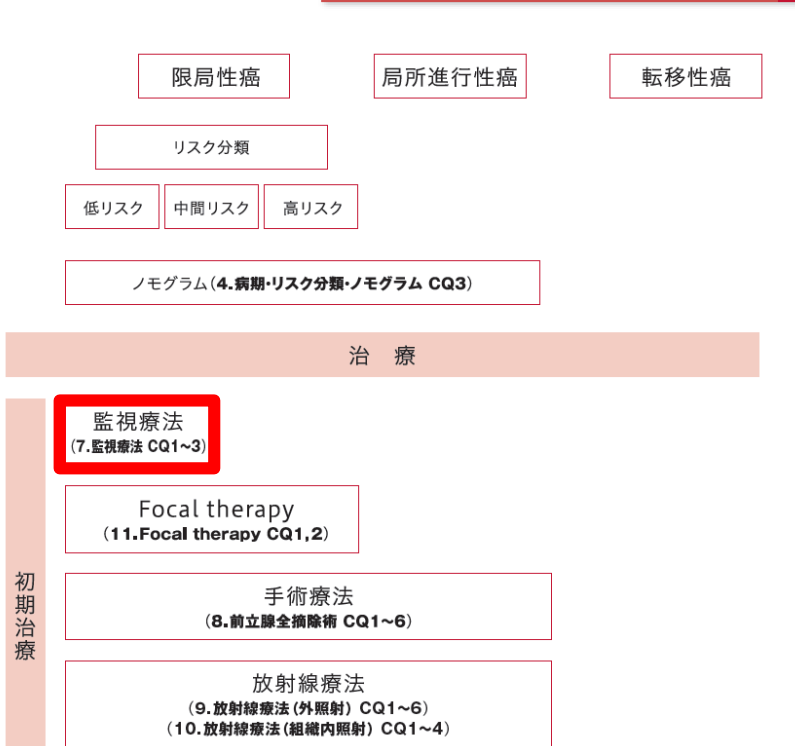 限局性癌
局所進行性癌
転移性癌
リスク分類
低リスク
中間リスク
高リスク
ノモグラム(4.病期・リスク分類・ノモグラム CQ3)
治 療
初期治療
監視療法
(7.監視療法 CQ1~3)
Focal therapy
(11.Focal therapy CQ1,2)
手術療法
(8.前立腺全摘除術 CQ1~6)
放射線療法
(9.放射線療法(外照射) CQ1~6)
(10.放射線療法(組織内照射) CQ1~4)